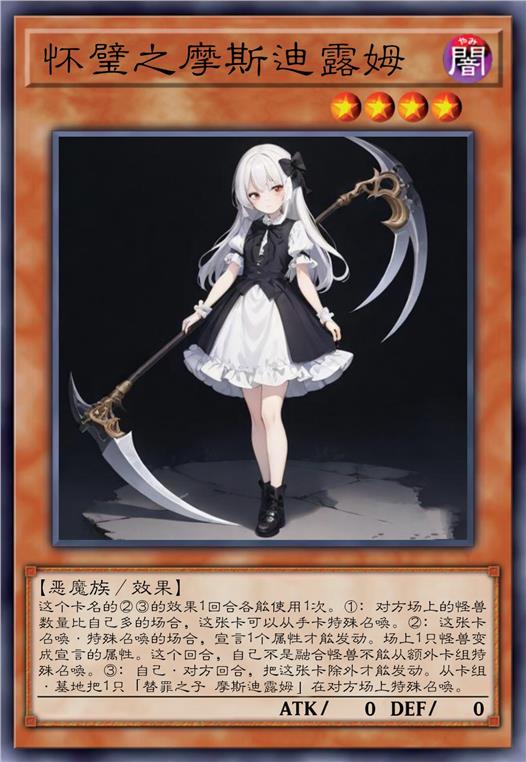 怀璧之摩斯迪露姆
やみ
闇
【恶魔族／效果】
这个卡名的②③的效果1回合各能使用1次。①：对方场上的怪兽
数量比自己多的场合，这张卡可以从手卡特殊召唤。②：这张卡
召唤·特殊召唤的场合，宣言1个属性才能发动。场上1只怪兽变
成宣言的属性。这个回合，自己不是融合怪兽不能从额外卡组特
殊召唤。③：自己·对方回合，把这张卡除外才能发动。从卡组
·墓地把1只「替罪之予 摩斯迪露姆」在对方场上特殊召唤。
ATK/ 0 DEF/ 0